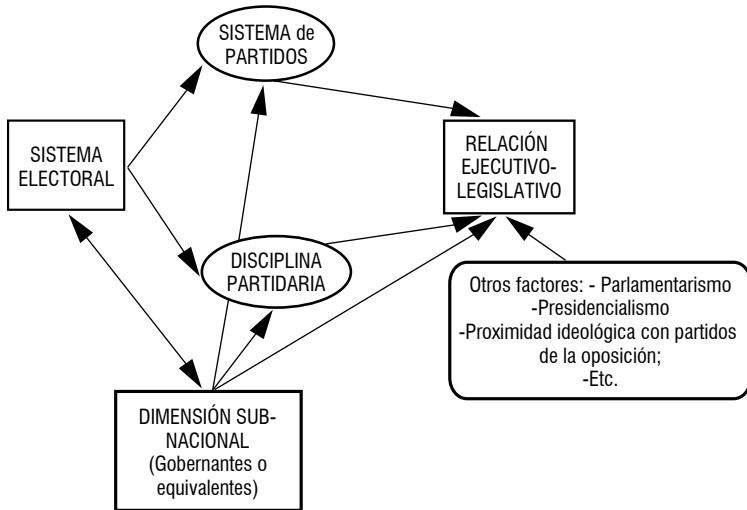 SISTEMA de
PARTIDOS
SISTEMA
ELECTORAL
RELACIÓN
EJECUTIVO-
LEGISLATIVO
DISCIPLINA
PARTIDARIA
Otros factores: - Parlamentarismo
-Presidencialismo
-Proximidad ideológica con partidos
de la oposición;
-Etc.
DIMENSIÓN SUB-
NACIONAL
(Gobernantes o
equivalentes)